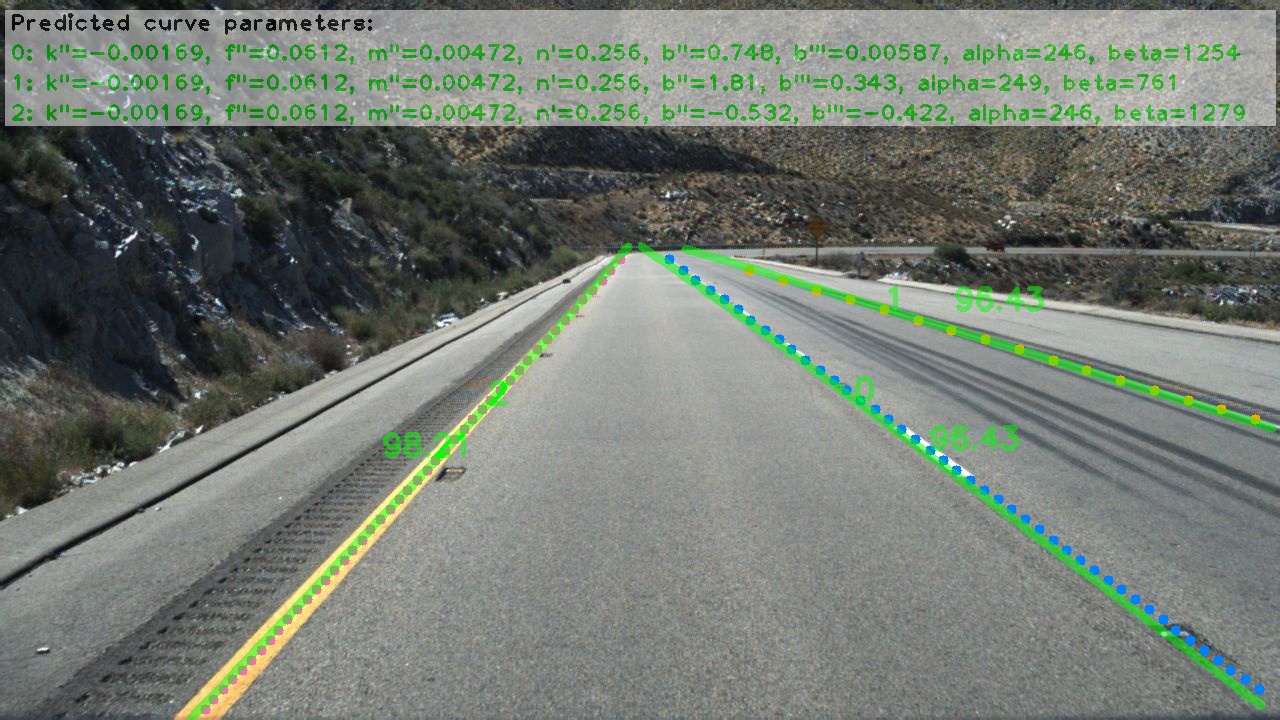 Predicted curve parameters:
0: k''=-0.00169, f''=0.0612, m''=0.00472, n'=0.256, b''=0.748, b'''=0.00587, alpha=246, beta=1254
1: k''=-0.00169, f''=0.0612, m''=0.00472, n'=0.256, b''=1.81, b'''=0.343, alpha=249, beta=761
2: k''=-0.00169, f''=0.0612, m''=0.00472, n'=0.256, b''=-0.532, b'''=-0.422, alpha=246, beta=1279
1 96.43
0
2
96.43
98.21